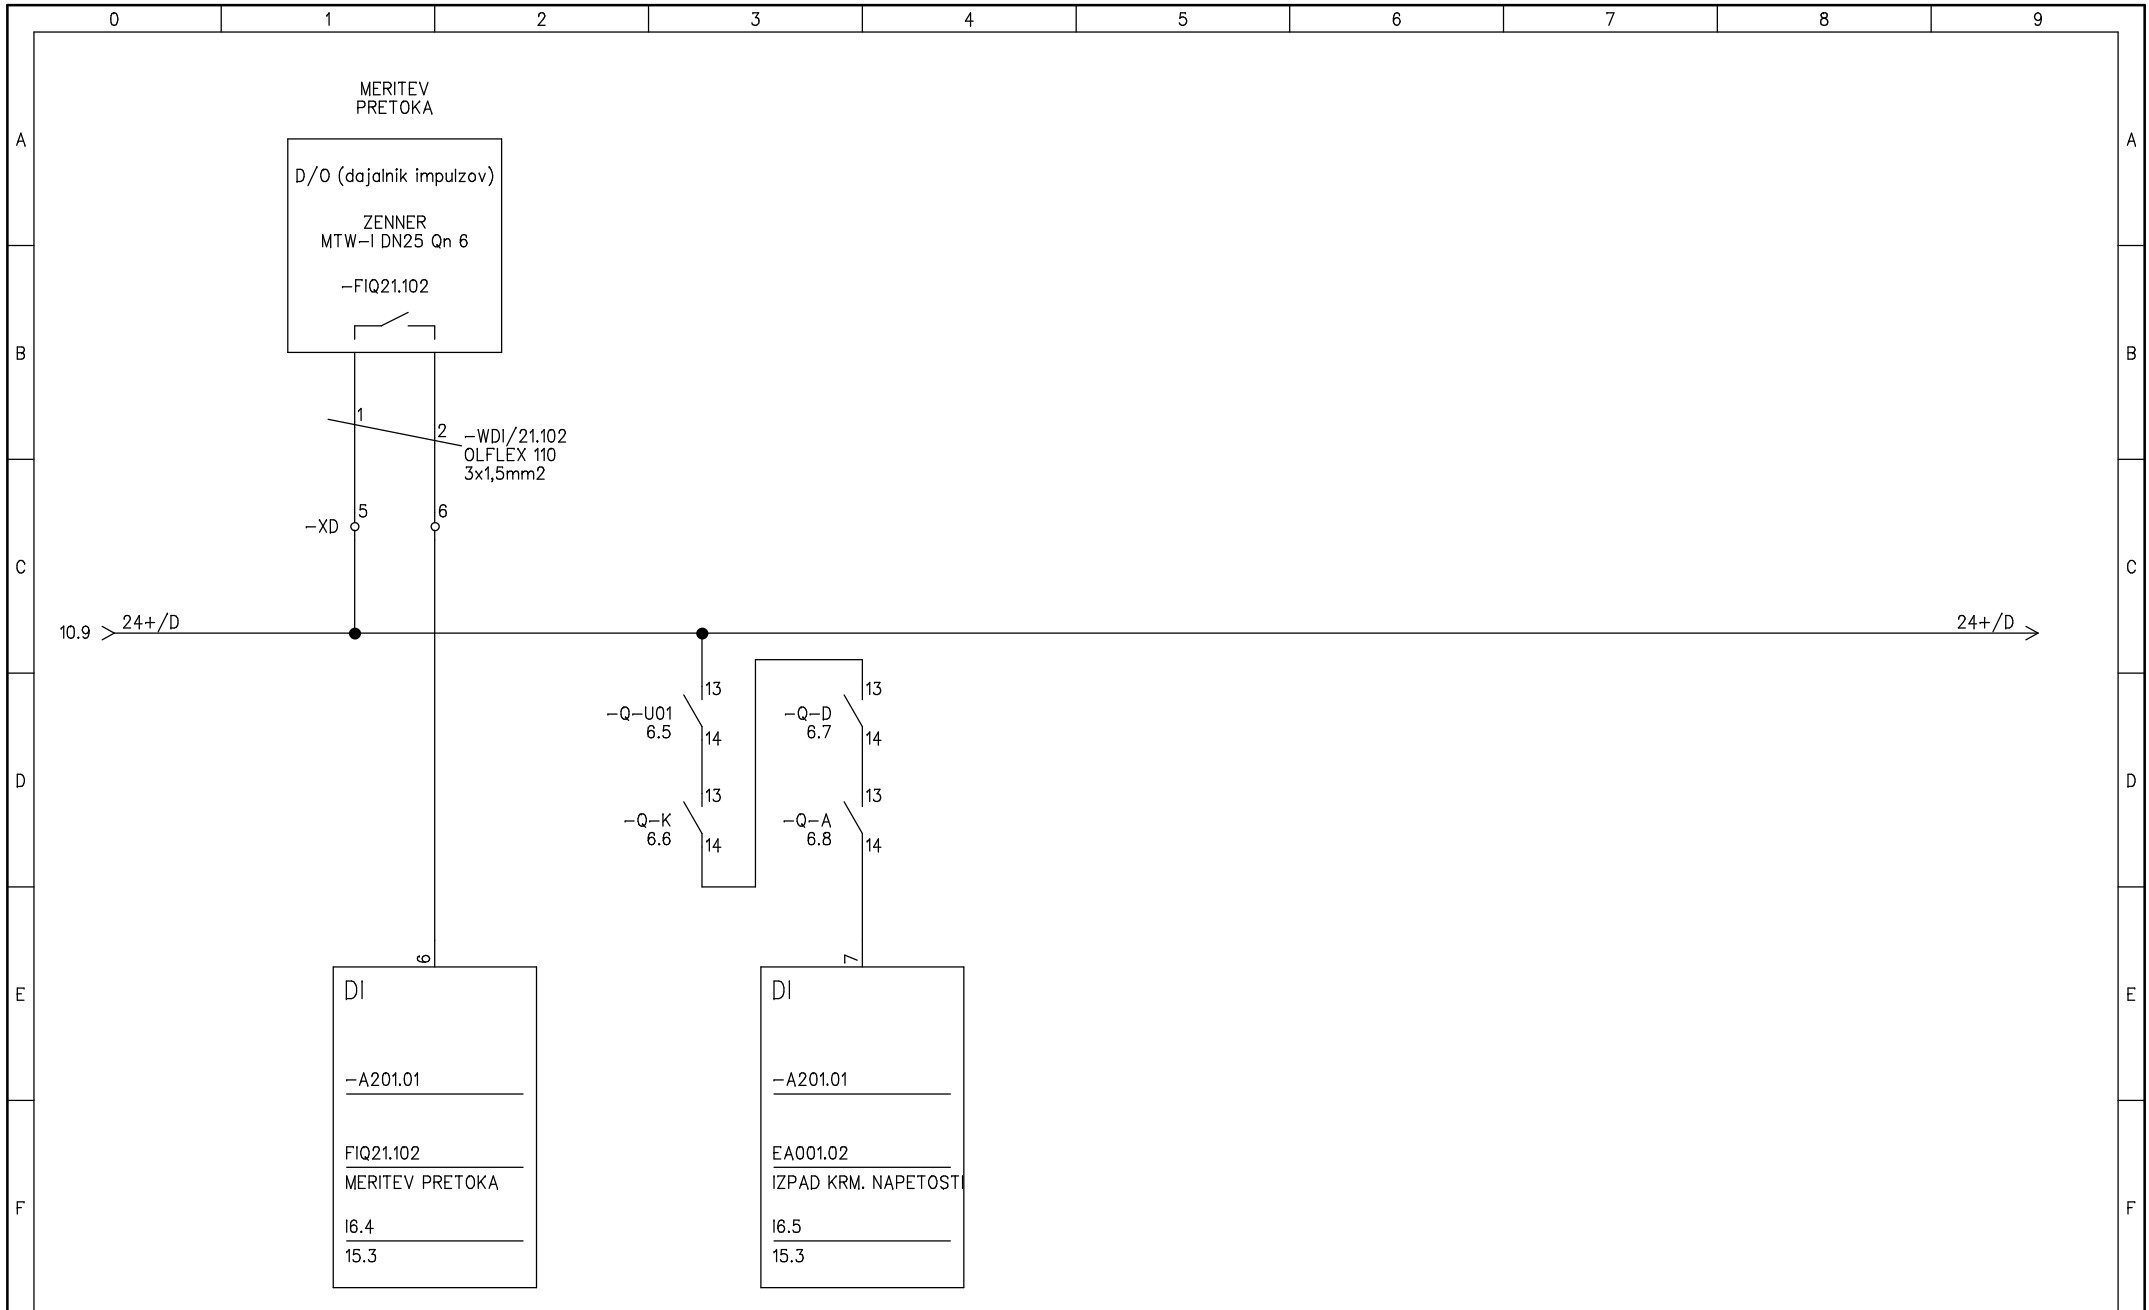 0 1 2 3 4 5 6 7 8 9
MERITEV
PRETOKA
A A
D/O (dajalnik impulzov)
ZENNER
MTW-I DN25 Qn 6
-FIQ21.102
B B
1
2
-WDI/21.102
OLFLEX 110
3x1,5mm2
-XD 5 6
C C
10.9 24+/D 24+/D
13 13
-Q-U01 -Q-D
6.5 6.7
14 14
D D
13 13
-Q-K -Q-A
6.6 6.8
14 14
6 7
E E
DI DI
-A201.01 -A201.01
FIQ21.102 EA001.02
MERITEV PRETOKA IZPAD KRM. NAPETOSTI
F F
I6.4 I6.5
15.3 15.3